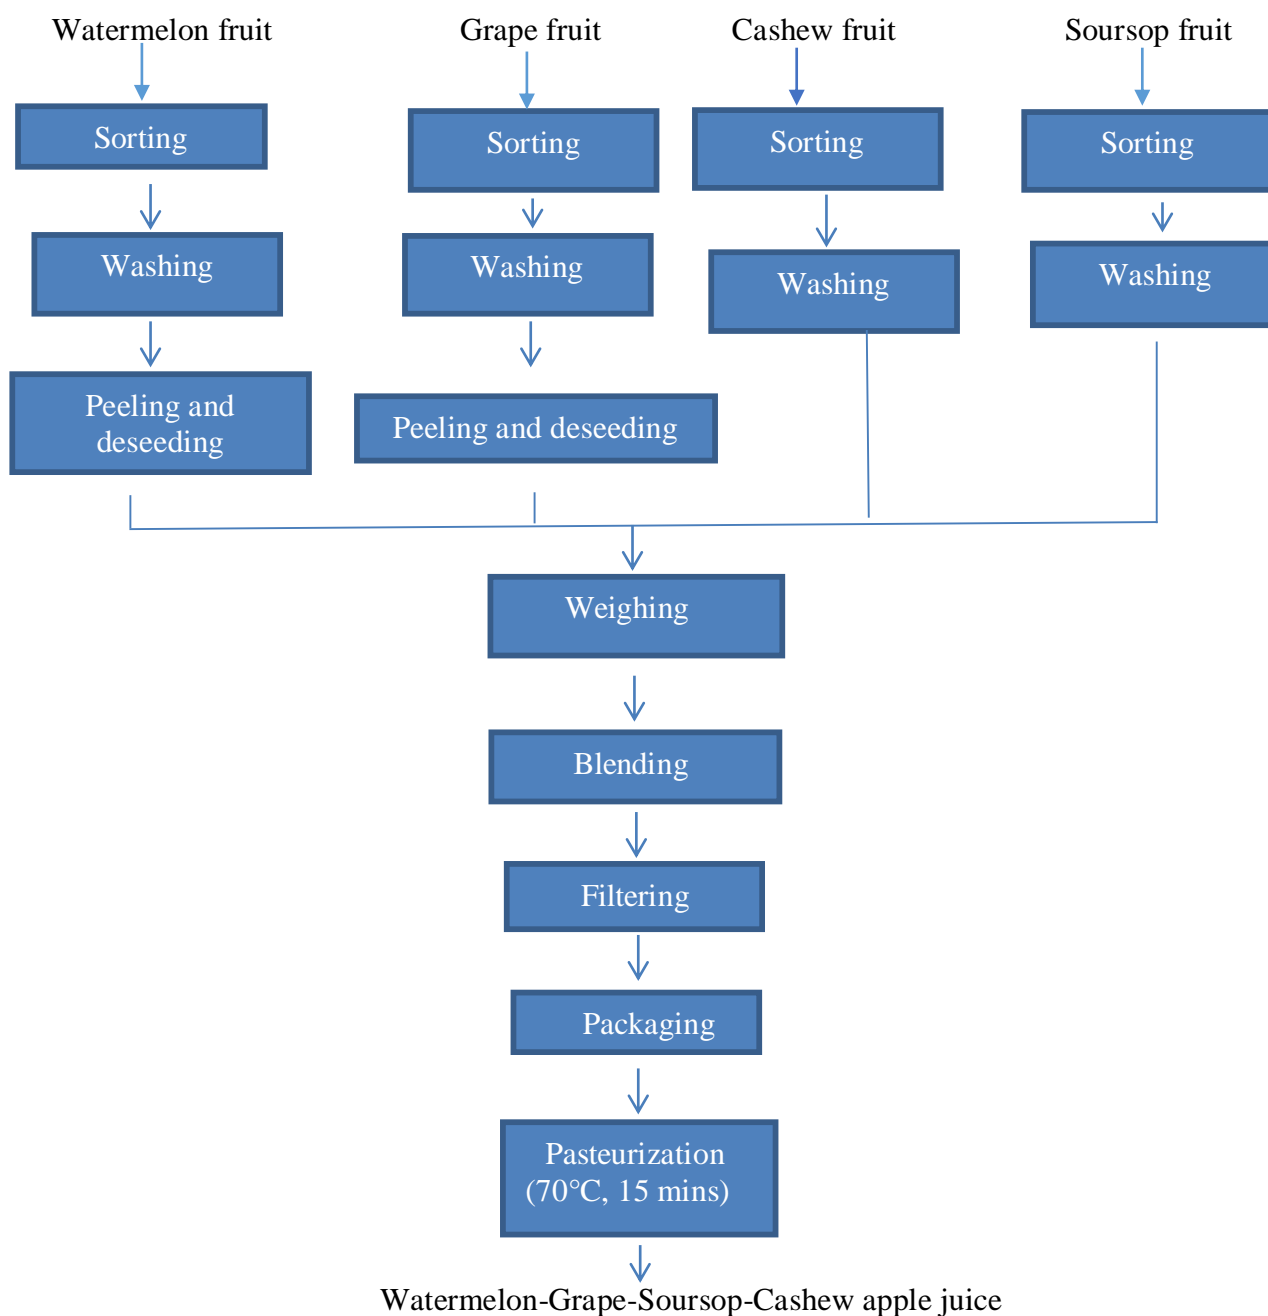 Watermelon fruit
Grape fruit
Cashew fruit
Soursop fruit
Sorting
Sorting
Sorting
Sorting
Washing
Washing
Washing
Washing
Peeling and
deseeding
Peeling and deseeding
Weighing
Blending
Filtering
Packaging
Pasteurization
(70°C, 15 mins)
Watermelon-Grape-Soursop-Cashew apple juice